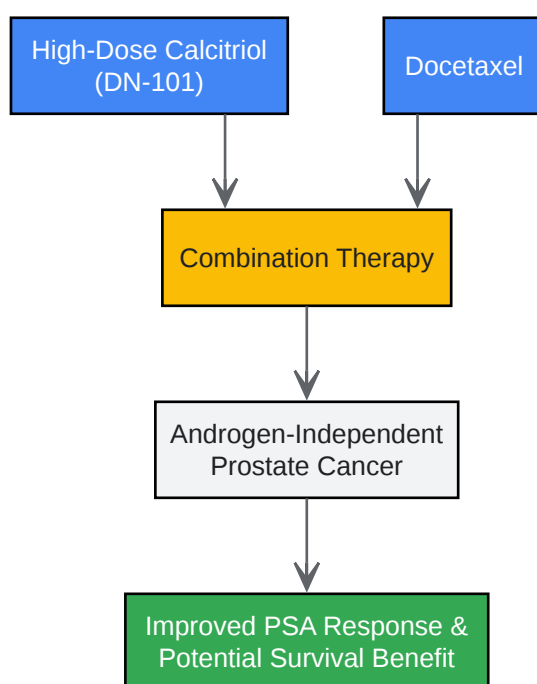 High-Dose Calcitriol
(DN-101)
Docetaxel
Combination Therapy
Androgen-Independent
Prostate Cancer
Improved PSA Response &
Potential Survival Benefit